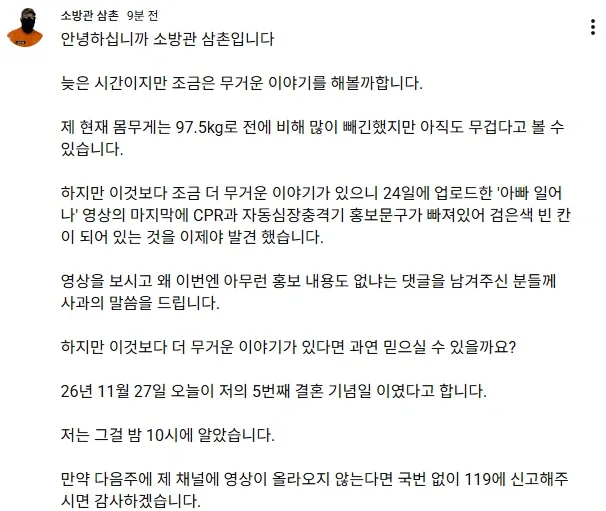 소방관 삼촌 9분 전
안녕하십니까 소방관 삼촌입니다
늦은 시간이지만 조금은 무거운 이야기를 해볼까합니다.
제 현재 몸무게는 97.5kg로 전에 비해 많이 빼긴했지만 아직도 무겁다고 볼 수
있습니다.
하지만 이것보다 조금 더 무거운 이야기가 있으니 24일에 업로드한 '아빠 일어
나' 영상의 마지막에 CPR과 자동심장충격기 홍보문구가 빠져있어 검은색 빈 칸
이 되어 있는 것을 이제야 발견 했습니다.
영상을 보시고 왜 이번엔 아무런 홍보 내용도 없냐는 댓글을 남겨주신 분들께
사과의 말씀을 드립니다.
하지만 이것보다 더 무거운 이야기가 있다면 과연 믿으실 수 있을까요?
26년 11월 27일 오늘이 저의 5번째 결혼 기념일 이였다고 합니다.
저는 그걸 밤 10시에 알았습니다.
만약 다음주에 제 채널에 영상이 올라오지 않는다면 국번 없이 119에 신고해주
시면 감사하겠습니다.